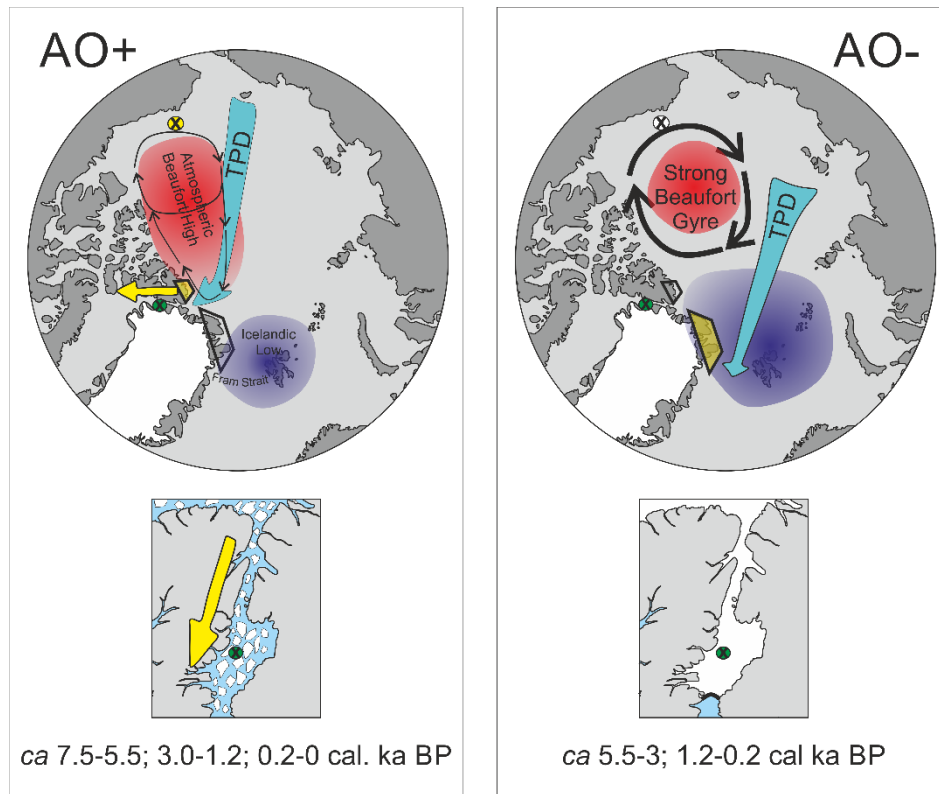 AO+
X
TPD
Atmospheric
Beaufort High
X
Icelandic
Low
Fram Strait
X
ca 7.5-5.5; 3.0-1.2; 0.2-0 cal. ka BP
AO-
X
Strong
Beaufort
Gyre
TPD
X
X
ca 5.5-3; 1.2-0.2 cal ka BP